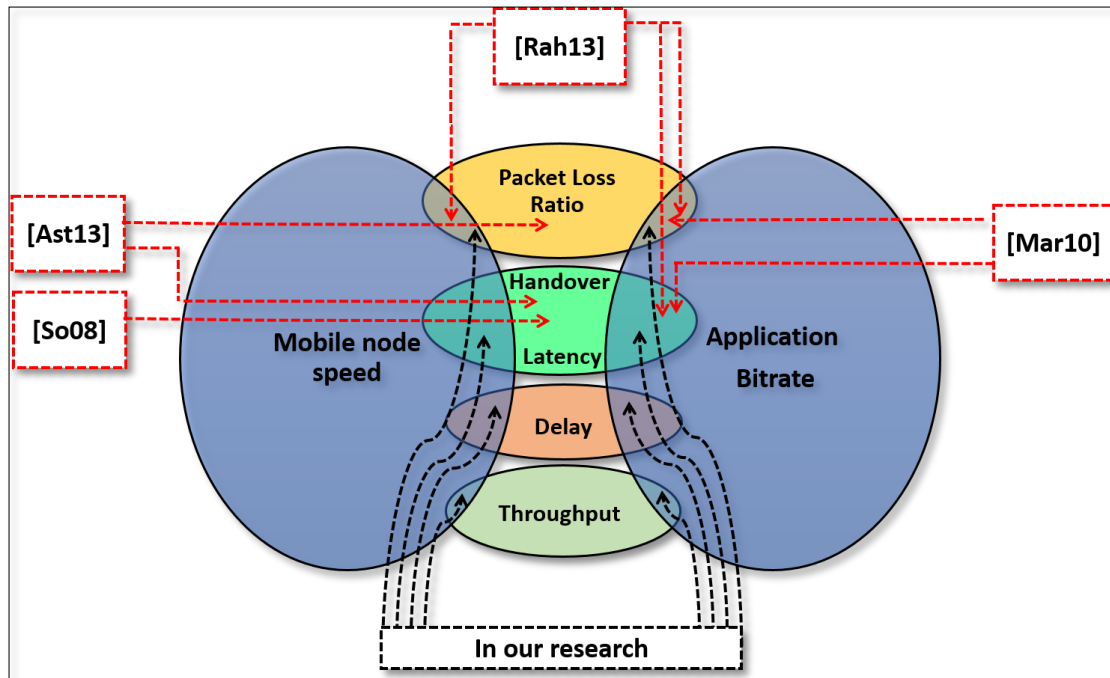 [Rah13]
Packet Loss
Ratio
[Ast13]
[Mar10]
Handover
[So08]
Mobile node
speed
Latency
Application
Bitrate
Delay
Throughput
In our research